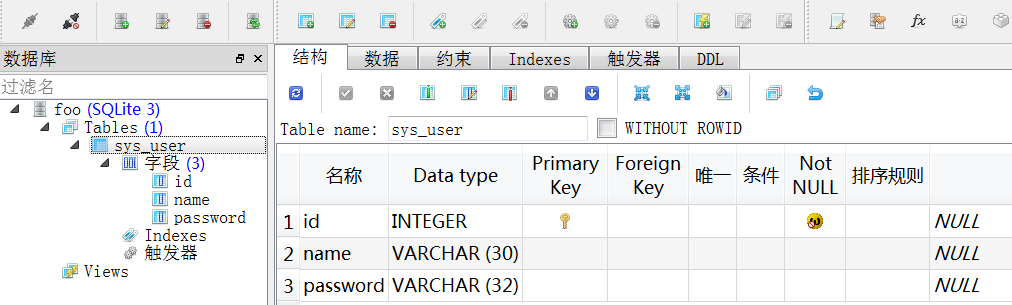 fx
a-z
数据库
过滤名
foo (SQLite 3)
Tables (1)
sys_user
字段 (3)
id
name
password
Indexes
触发器
Views
结构 数据 约束 Indexes 触发器 DDL
Table name: sys_user WITHOUT ROWID
名称 Data type Primary Key Foreign Key 唯一 条件 Not NULL 排序规则
1 id INTEGER NULL
2 name VARCHAR (30) NULL
3 password VARCHAR (32) NULL